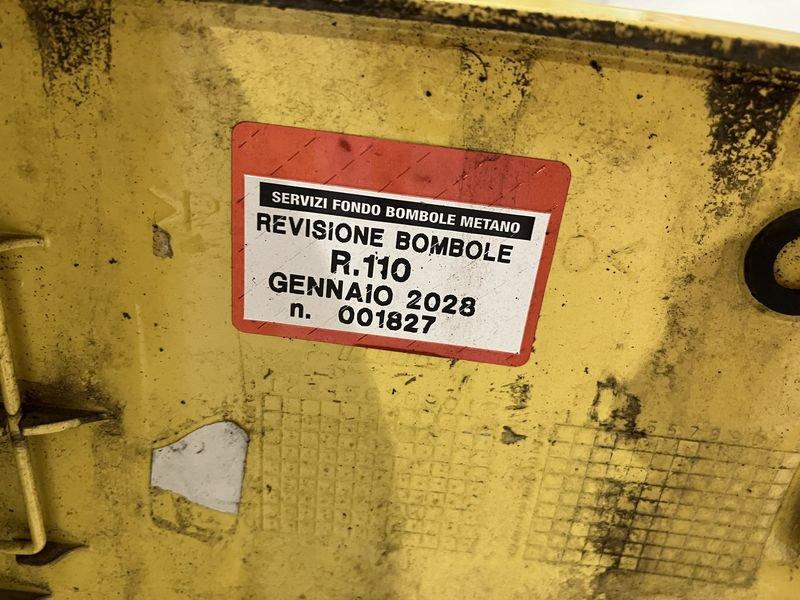 SERVIZI FONDO BOMBOLE METANO
REVISIONE BOMBOLE
R.110
GENNAIO 2028
n. 001827